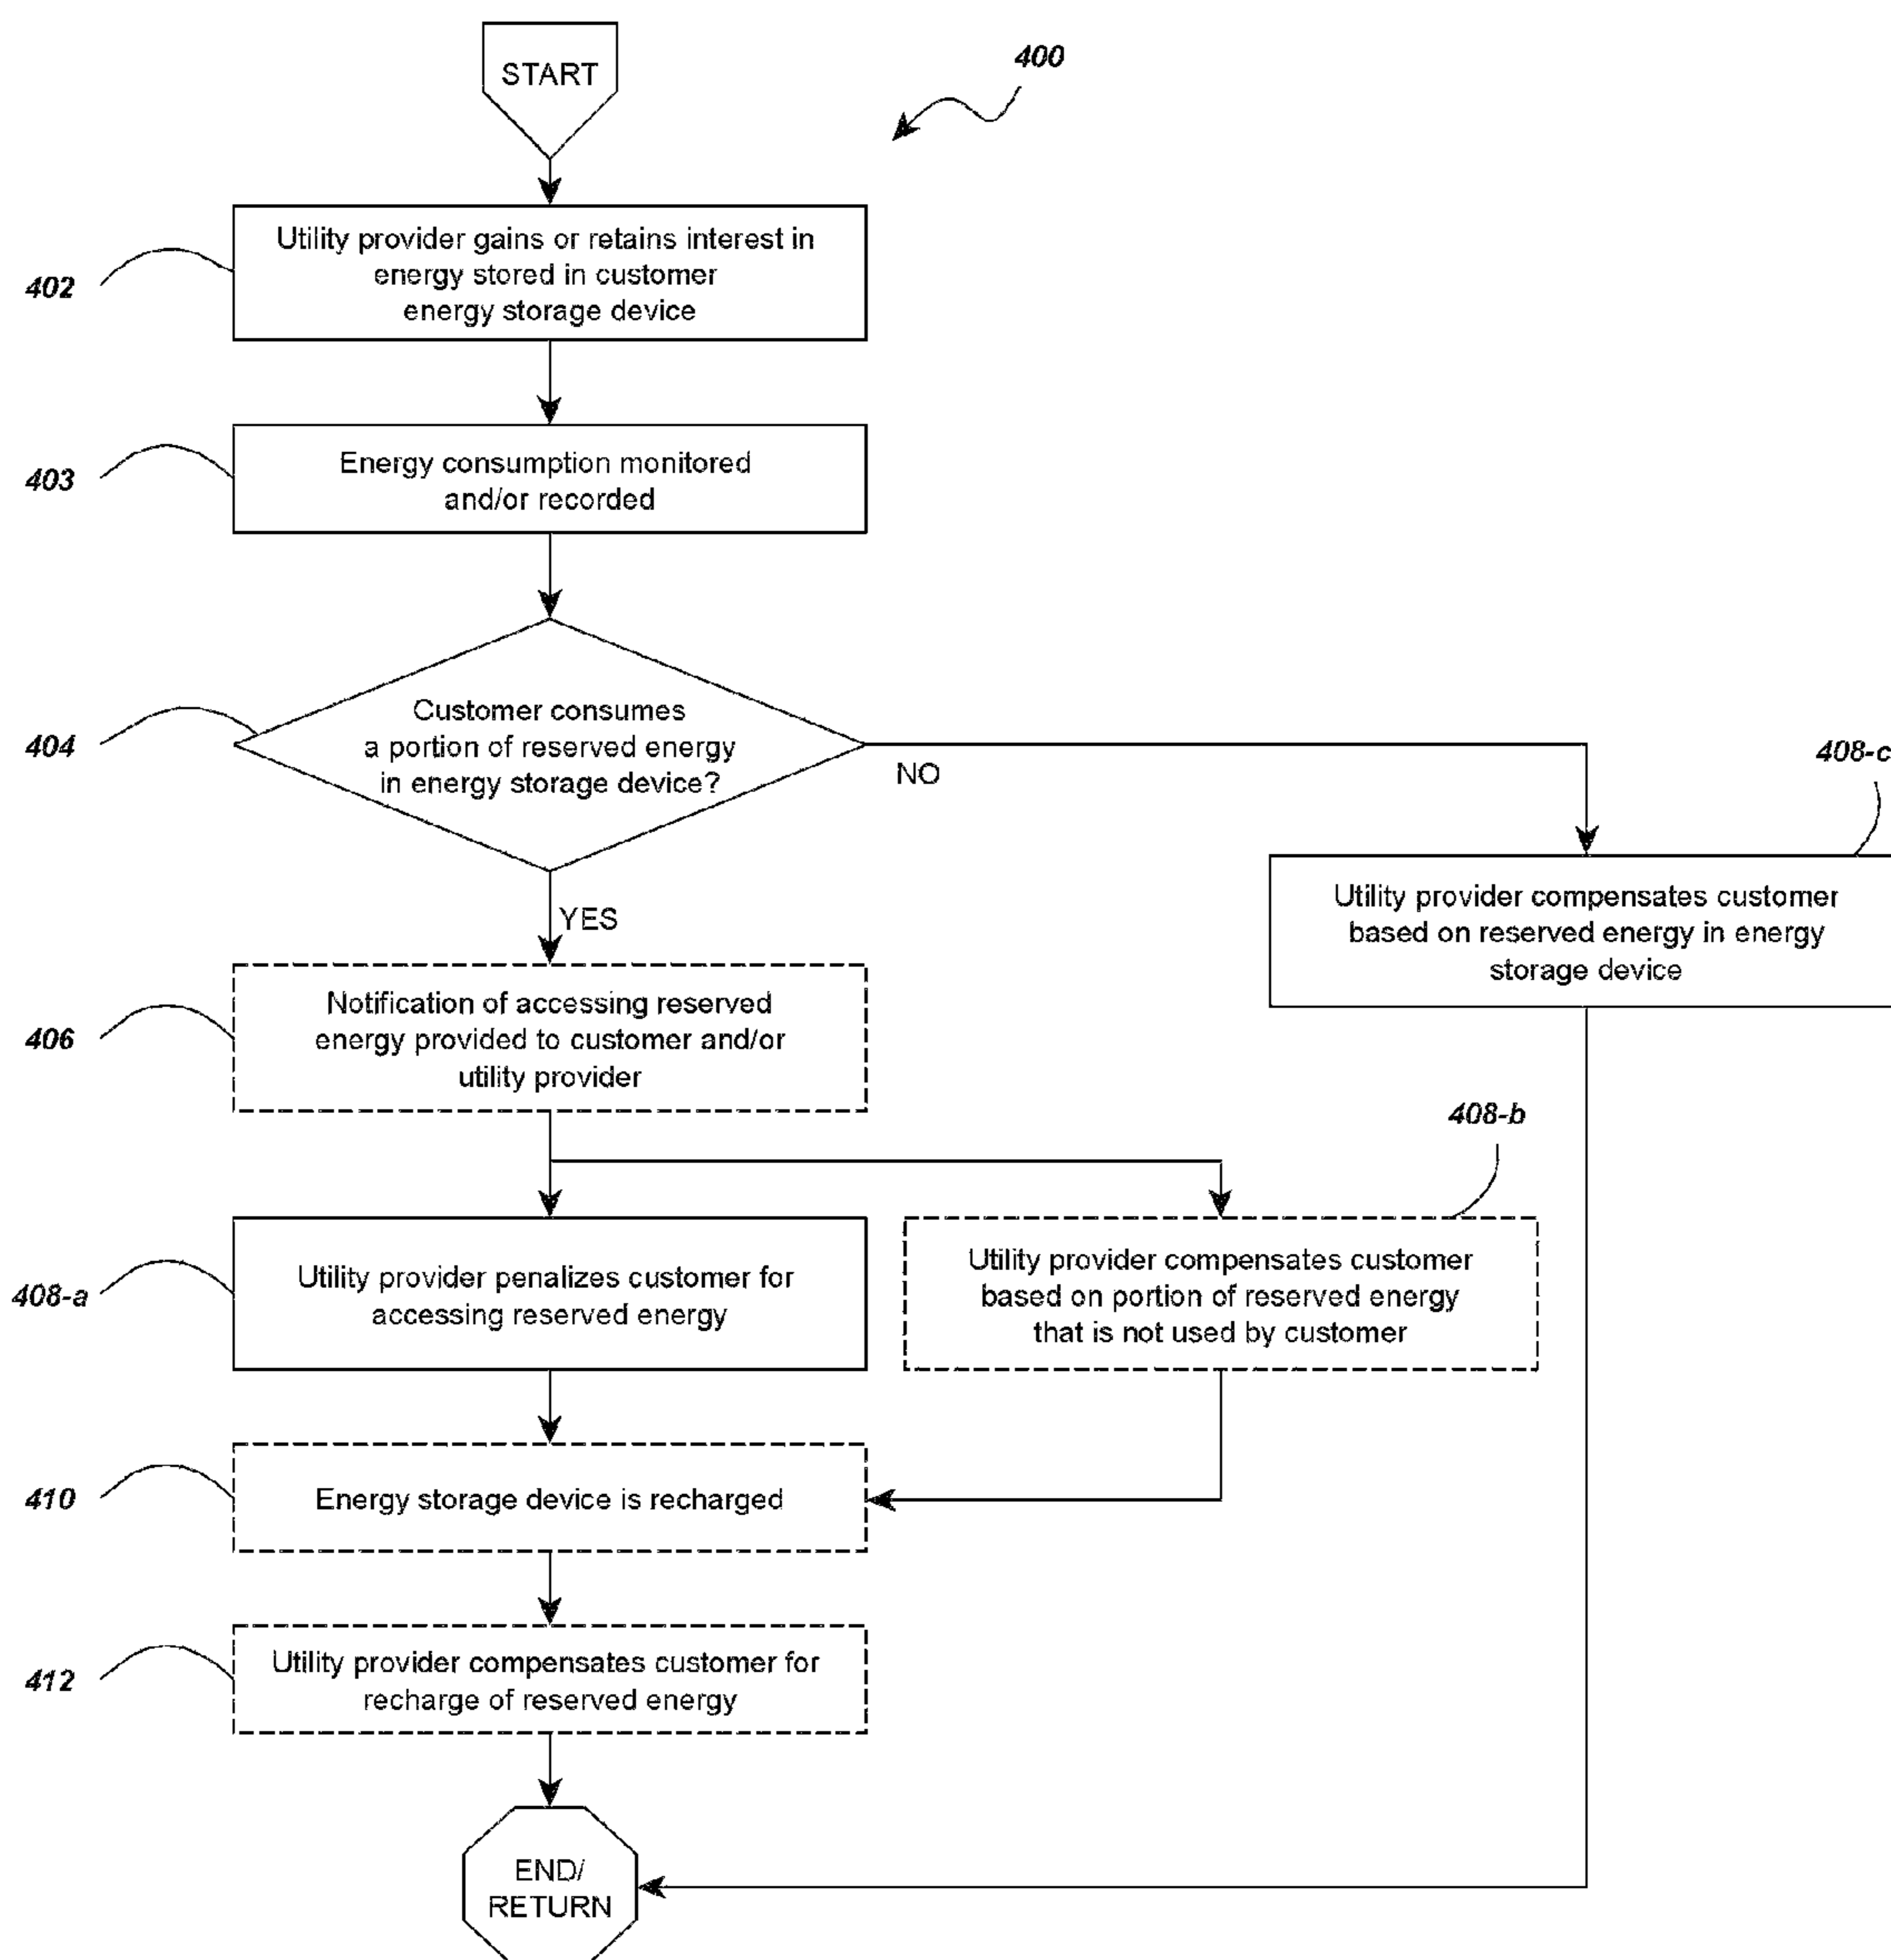 START
400
Utility provider gains or retains interest in
energy stored in customer
energy storage device
402
Energy consumption monitored
and/or recorded
403
Customer consumes
a portion of reserved energy
in energy storage device?
404
NO
408-c
Utility provider compensates customer
based on reserved energy in energy
storage device
YES
Notification of accessing reserved
energy provided to customer and/or
utility provider
406
408-b
Utility provider penalizes customer for
accessing reserved energy
408-a
Utility provider compensates customer
based on portion of reserved energy
that is not used by customer
Energy storage device is recharged
410
Utility provider compensates customer for
recharge of reserved energy
412
END/
RETURN